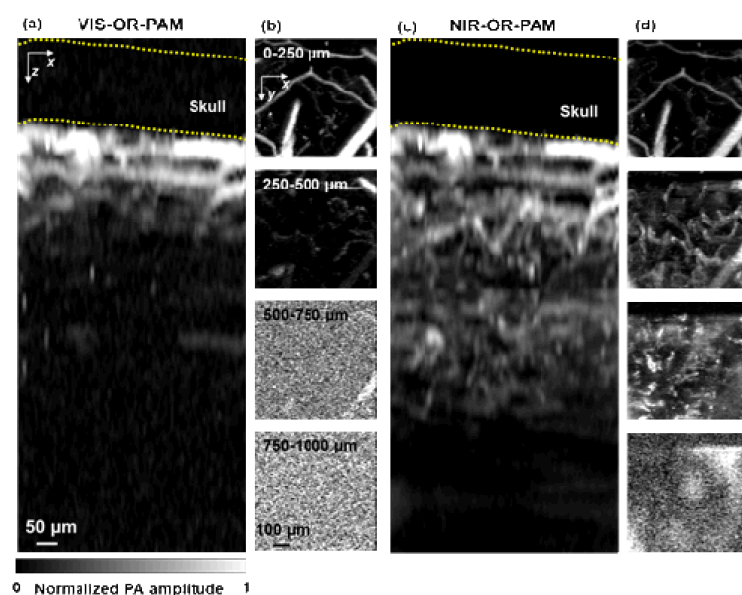 (a) VIS-OR-PAM (b) (c) NIR-OR-PAM (d)
x
z
0-250 µm
x
y
Skull
Skull
250-500 µm
500-750 µm
750-1000 µm
50 µm
100 µm
0 Normalized PA amplitude 1